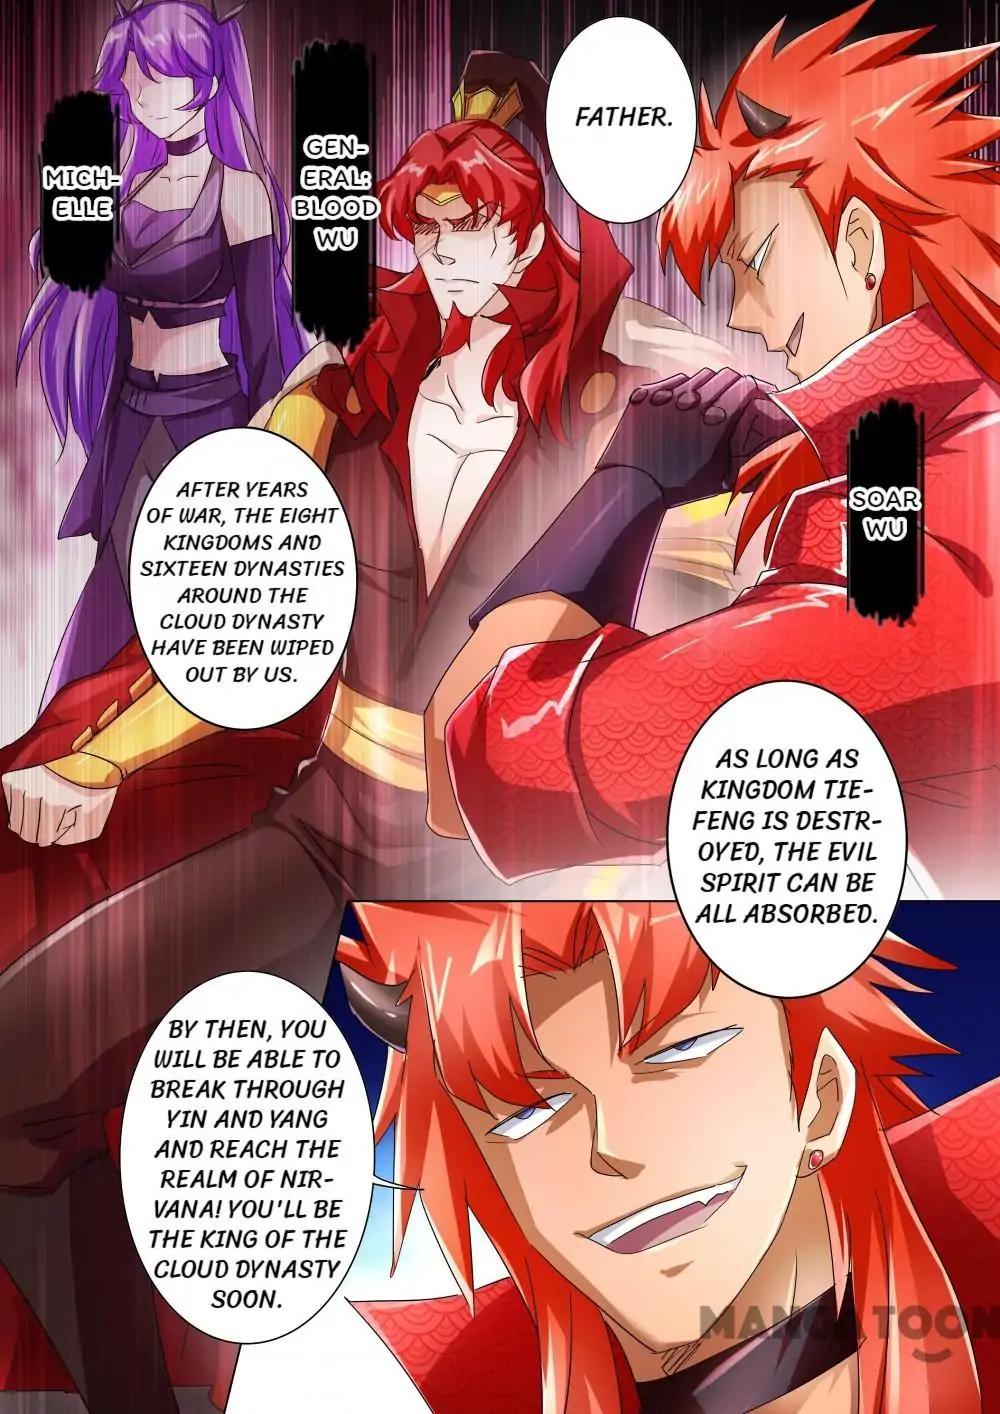 FATHER.
MICH-
ELLE
GEN-
ERAL:
BLOOD
WU
SOAR
WU
AFTER YEARS
OF WAR, THE EIGHT
KINGDOMS AND
SIXTEEN DYNASTIES
AROUND THE
CLOUD DYNASTY
HAVE BEEN WIPED
OUT BY US.
AS LONG AS
KINGDOM TIE-
FENG IS DESTR-
OYED, THE EVIL
SPIRIT CAN BE
ALL ABSORBED.
BY THEN, YOU
WILL BE ABLE TO
BREAK THROUGH
YIN AND YANG
AND REACH THE
REALM OF NIR-
VANA! YOU'LL BE
THE KING OF THE
CLOUD DYNASTY
SOON.
MANGATOON